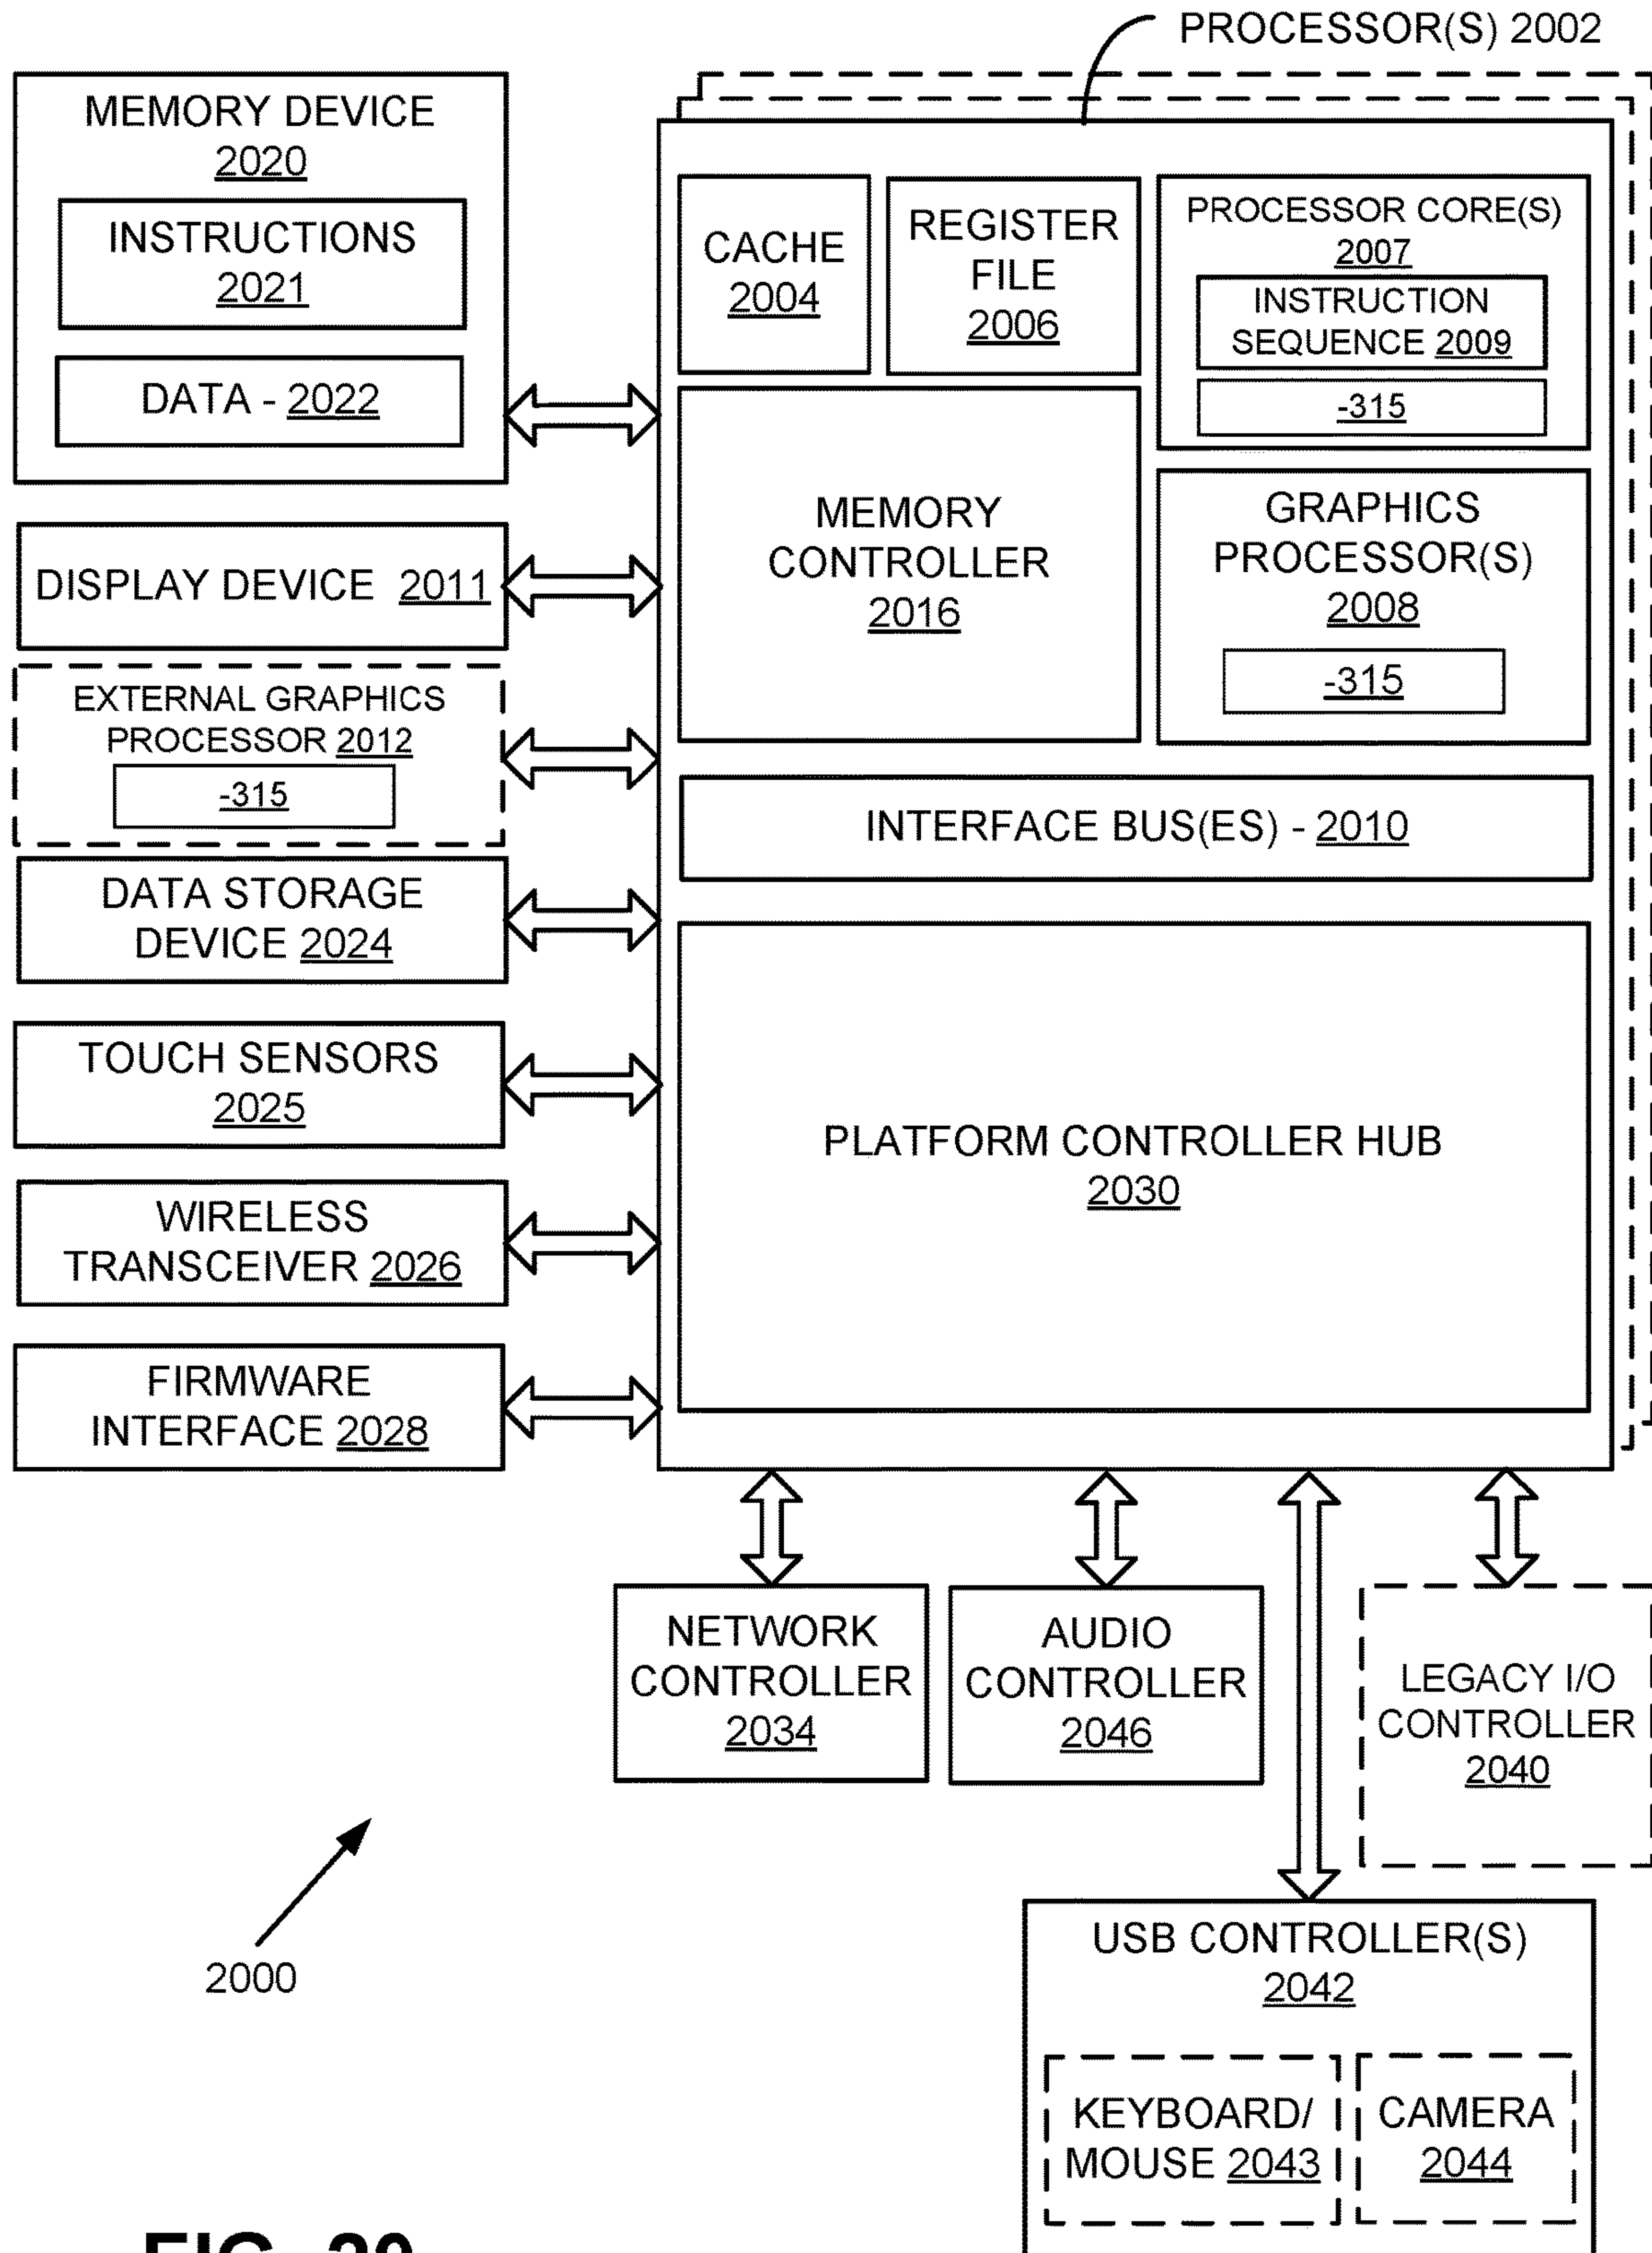 PROCESSOR(S) 2002
MEMORY DEVICE
2020
INSTRUCTIONS
2021
DATA - 2022
DISPLAY DEVICE 2011
EXTERNAL GRAPHICS
PROCESSOR 2012
-315
DATA STORAGE
DEVICE 2024
TOUCH SENSORS
2025
WIRELESS
TRANSCEIVER 2026
FIRMWARE
INTERFACE 2028
CACHE
2004
REGISTER
FILE
2006
PROCESSOR CORE(S)
2007
INSTRUCTION
SEQUENCE 2009
-315
MEMORY
CONTROLLER
2016
GRAPHICS
PROCESSOR(S)
2008
-315
INTERFACE BUS(ES) - 2010
PLATFORM CONTROLLER HUB
2030
NETWORK
CONTROLLER
2034
AUDIO
CONTROLLER
2046
LEGACY I/O
CONTROLLER
2040
2000
USB CONTROLLER(S)
2042
KEYBOARD/
MOUSE 2043
CAMERA
2044
FIG. 20